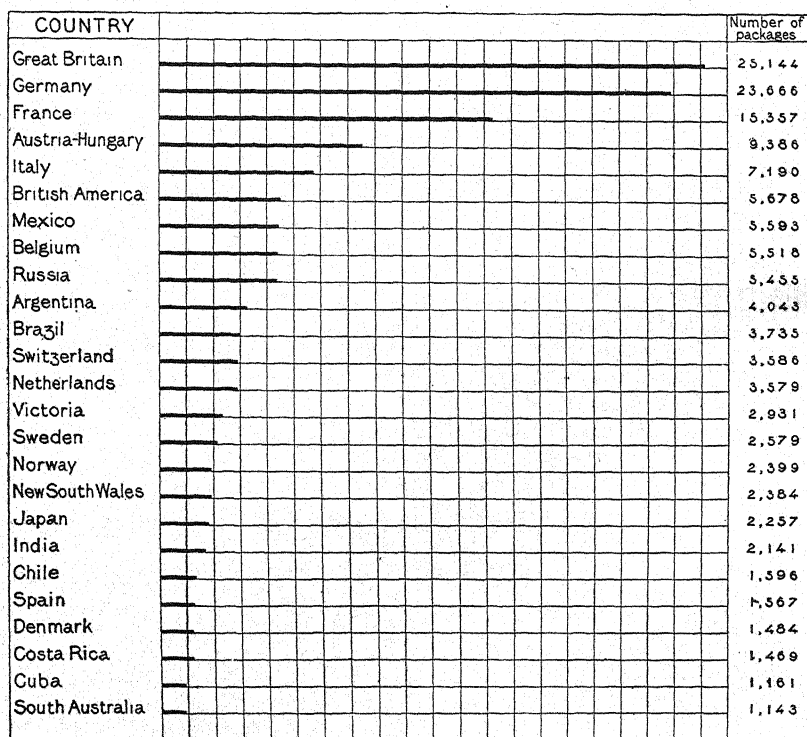 COUNTRY Number of packages
Great Britain 25,144
Germany 23,666
France 15,357
Austria-Hungary 9,386
Italy 7,190
British America 5,678
Mexico 5,593
Belgium 5,518
Russia 5,455
Argentina 4,043
Brazil 3,735
Switzerland 3,586
Netherlands 3,579
Victoria 2,931
Sweden 2,579
Norway 2,399
New South Wales 2,384
Japan 2,257
India 2,141
Chile 1,596
Spain 1,567
Denmark 1,484
Costa Rica 1,469
Cuba 1,161
South Australia 1,143